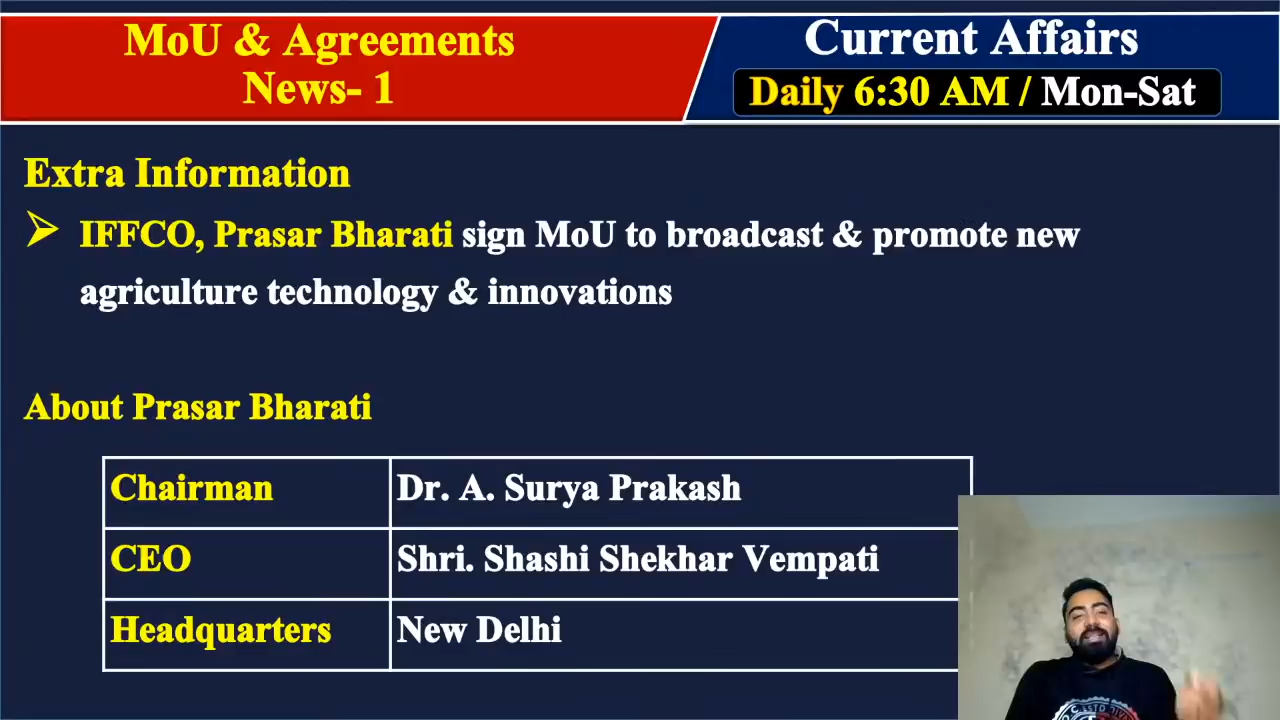 MoU & Agreements
News- 1
Current Affairs
Daily 6:30 AM / Mon-Sat
Extra Information
➢ IFFCO, Prasar Bharati sign MoU to broadcast & promote new
agriculture technology & innovations
About Prasar Bharati
Chairman Dr. A. Surya Prakash
CEO Shri. Shashi Shekhar Vempati
Headquarters New Delhi